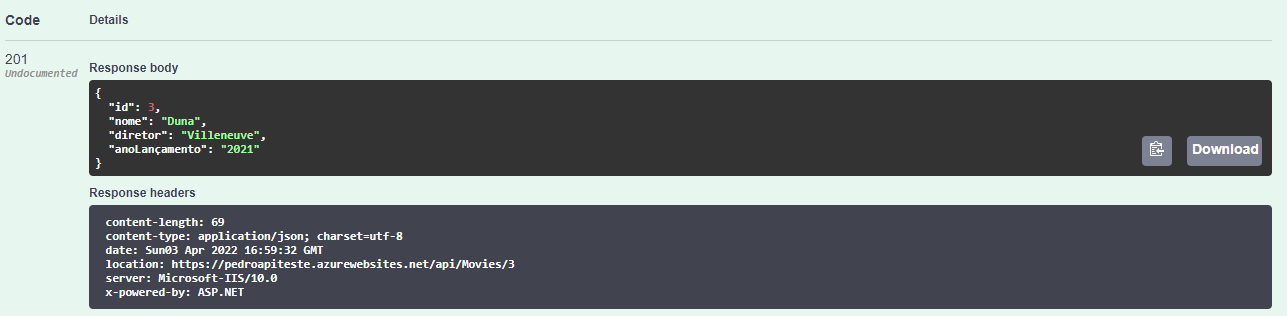 Code Details
201
Undocumented
Response body
{
"id": 3,
"nome": "Duna",
"diretor": "Villeneuve",
"anoLançamento": "2021"
}
Download
Response headers
content-length: 69
content-type: application/json; charset=utf-8
date: Sun03 Apr 2022 16:59:32 GMT
location: https://pedroapiteste.azurewebsites.net/api/Movies/3
server: Microsoft-IIS/10.0
x-powered-by: ASP.NET